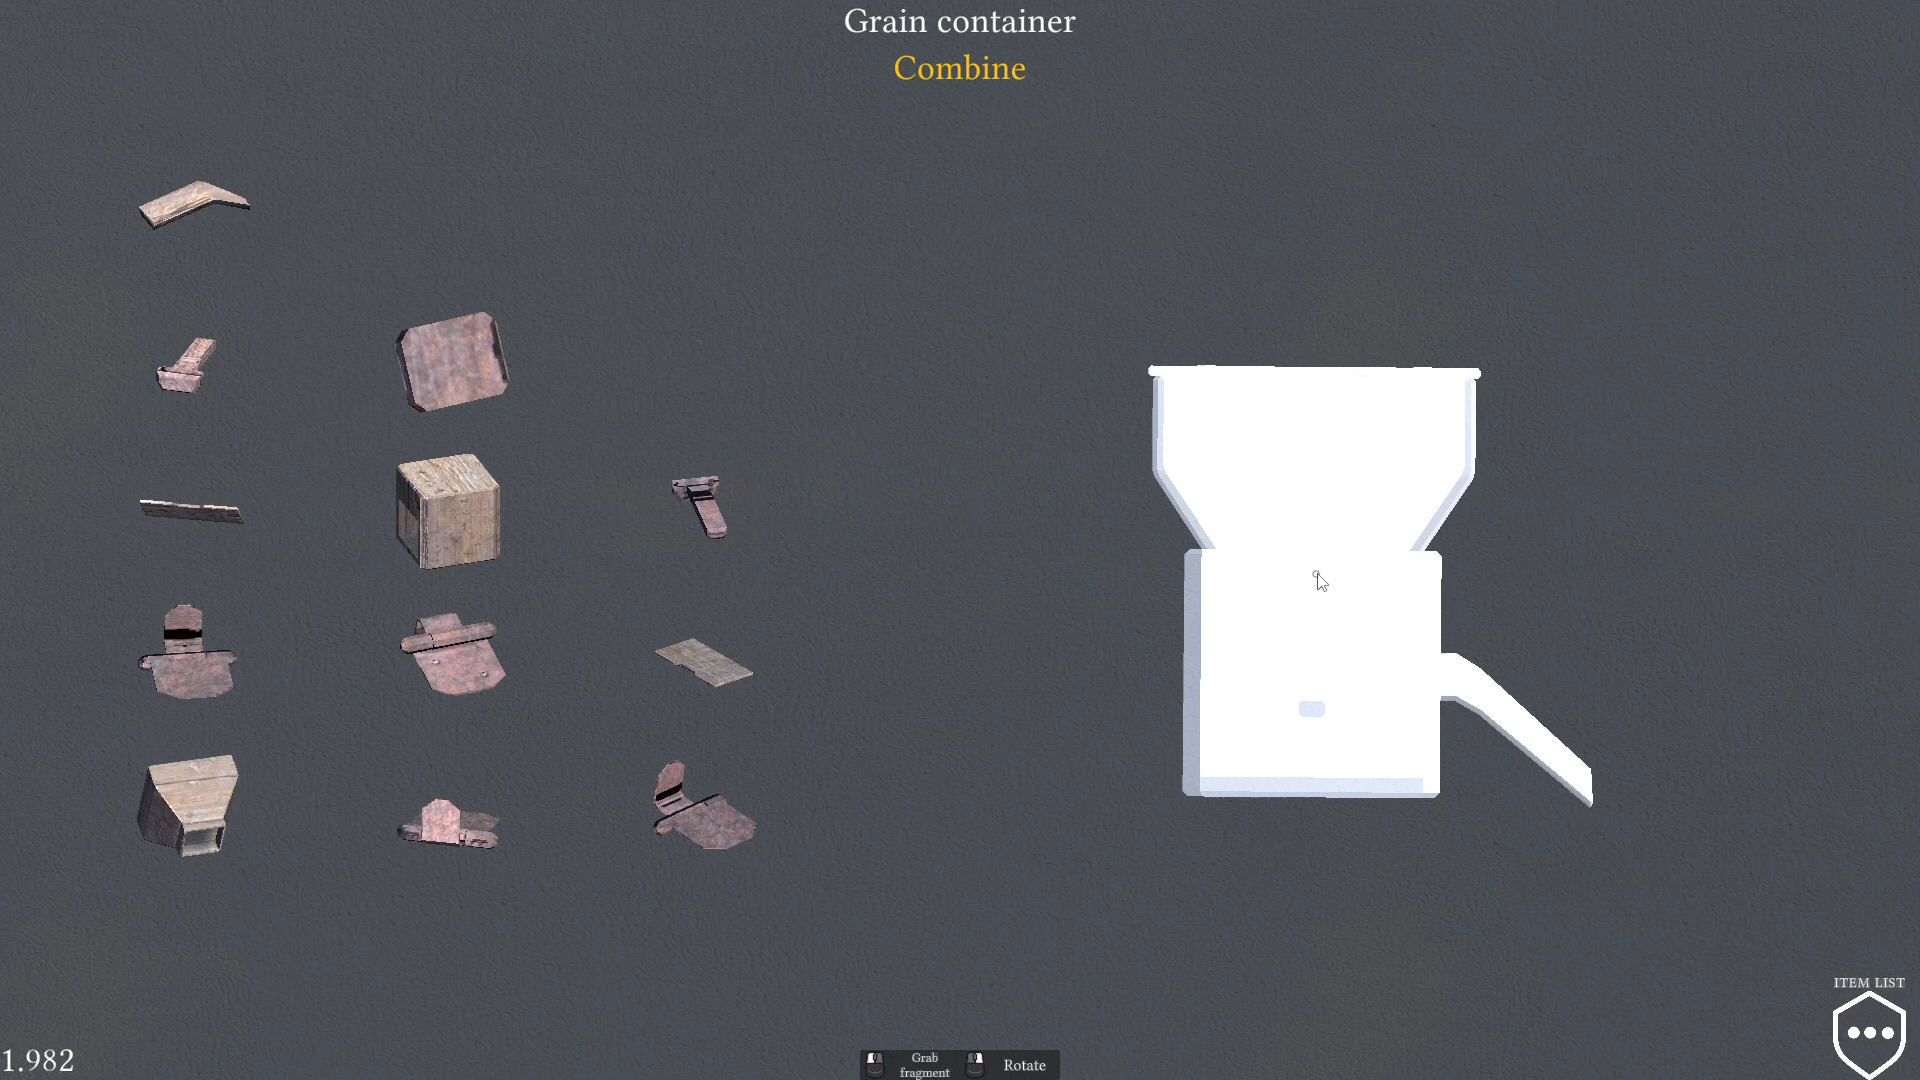 Grain container
Combine
ITEM LIST
1.982
Grab
fragment
Rotate